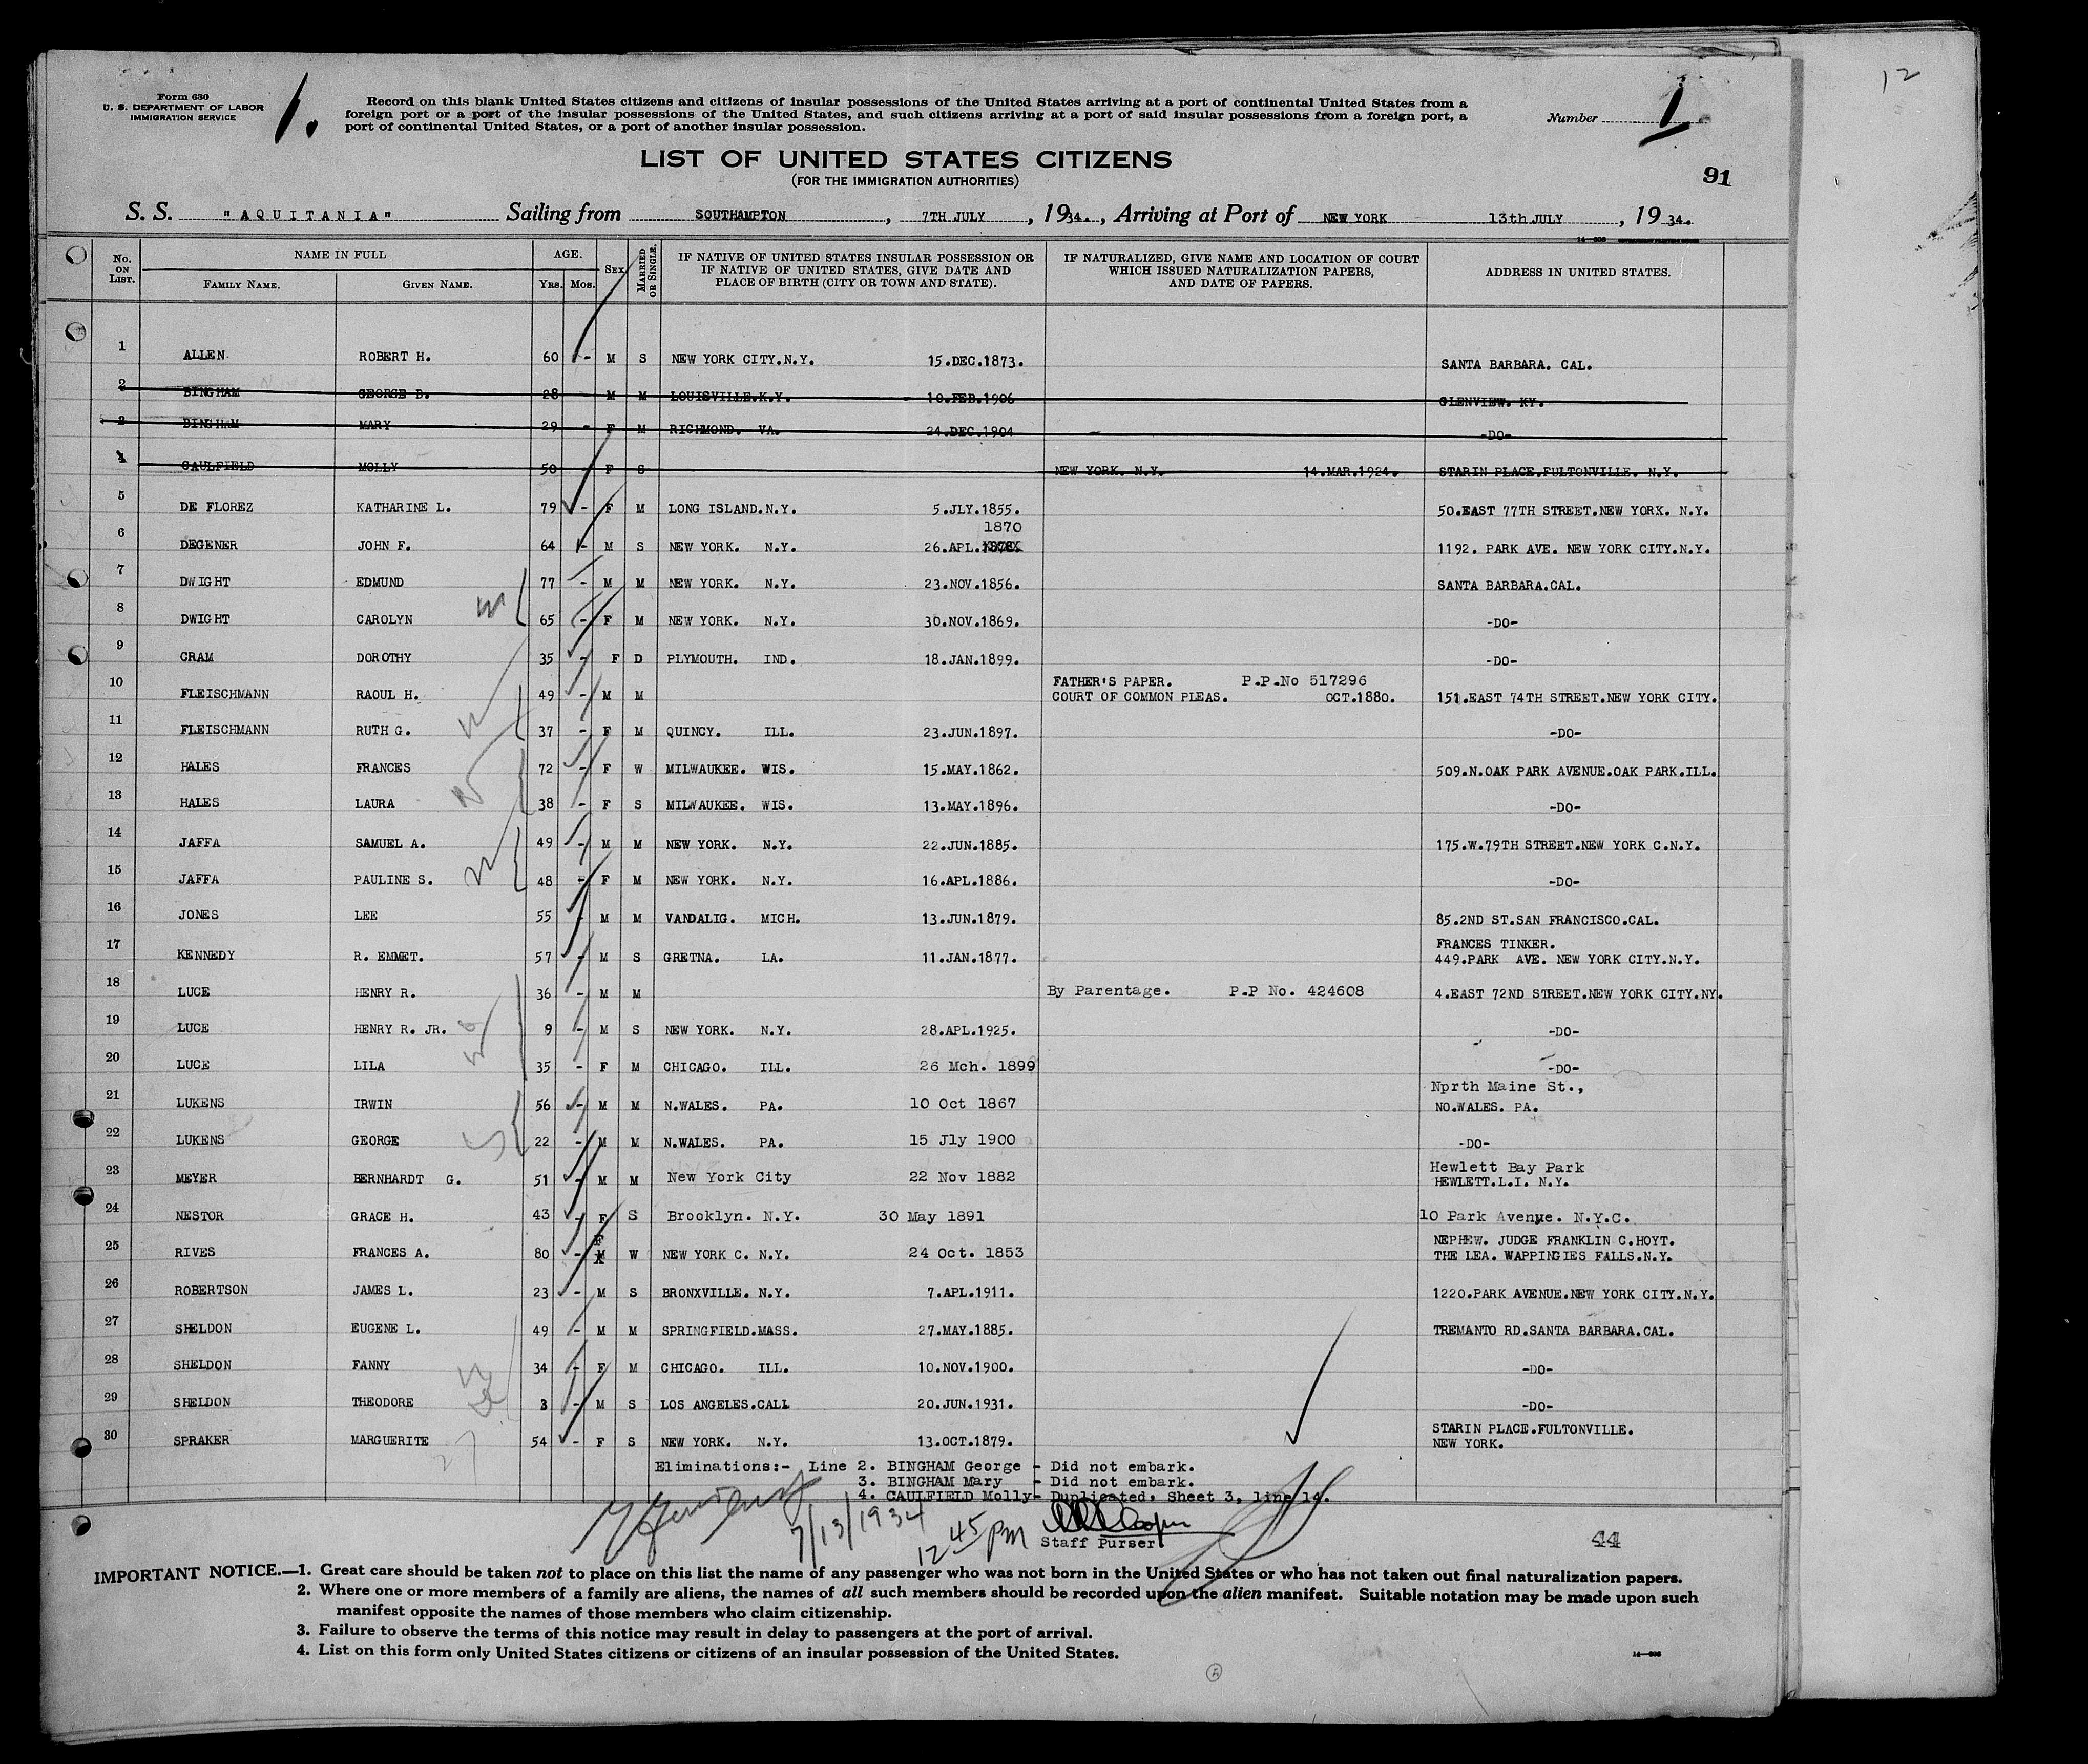 12
Form 630
U. S. DEPARTMENT OF LABOR
IMMIGRATION SERVICE
1.
Record on this blank United States citizens and citizens of insular possessions of the United States arriving at a port of continental United States from a
foreign port or a port of the insular possessions of the United States, and such citizens arriving at a port of said insular possessions from a foreign port, a
port of continental United States, or a port of another insular possession.
Number 1
LIST OF UNITED STATES CITIZENS
(FOR THE IMMIGRATION AUTHORITIES)
91
S. S. "AQUITANIA" Sailing from SOUTHAMPTON, 7TH JULY, 1934., Arriving at Port of NEW YORK 13th JULY, 1934.
No. ON LIST. NAME IN FULL FAMILY NAME. GIVEN NAME. AGE. YRS. MOS. SEX MARRIED OR SINGLE. IF NATIVE OF UNITED STATES INSULAR POSSESSION OR IF NATIVE OF UNITED STATES, GIVE DATE AND PLACE OF BIRTH (CITY OR TOWN AND STATE). IF NATURALIZED, GIVE NAME AND LOCATION OF COURT WHICH ISSUED NATURALIZATION PAPERS, AND DATE OF PAPERS. ADDRESS IN UNITED STATES.
1 ALLEN ROBERT H. 60 - M S NEW YORK CITY.N.Y. 15.DEC.1873. SANTA BARBARA. CAL.
2 BINGHAM GEORGE B. 28 - M M LOUISVILLE.K.Y. 10.FEB.1906 GLENVIEW. KY.
3 BINGHAM MARY 29 - F M RICHMOND. VA. 24.DEC.1904 -DO-
4 CAULFIELD MOLLY 50 - F S NEW YORK. N.Y. 14.MAR.1924. STARIN PLACE.FULTONVILLE. N.Y.
5 DE FLOREZ KATHARINE L. 79 - F M LONG ISLAND.N.Y. 5.JLY.1855. 50.EAST 77TH STREET.NEW YORK. N.Y.
1870
6 DEGENER JOHN F. 64 - M S NEW YORK. N.Y. 26.APL. 1192. PARK AVE. NEW YORK CITY.N.Y.
7 DWIGHT EDMUND 77 - M M NEW YORK. N.Y. 23.NOV.1856. SANTA BARBARA.CAL.
8 DWIGHT CAROLYN 65 - F M NEW YORK. N.Y. 30.NOV.1869. -DO-
9 CRAM DOROTHY 35 - F D PLYMOUTH. IND. 18.JAN.1899. -DO-
FATHER'S PAPER. P.P.No 517296
10 FLEISCHMANN RAOUL H. 49 - M M COURT OF COMMON PLEAS. OCT.1880. 151.EAST 74TH STREET.NEW YORK CITY.
11 FLEISCHMANN RUTH G. 37 - F M QUINCY. ILL. 23.JUN.1897. -DO-
12 HALES FRANCES 72 - F W MILWAUKEE. WIS. 15.MAY.1862. 509.N.OAK PARK AVENUE.OAK PARK.ILL.
13 HALES LAURA 38 - F S MILWAUKEE. WIS. 13.MAY.1896. -DO-
14 JAFFA SAMUEL A. 49 - M M NEW YORK. N.Y. 22.JUN.1885. 175.W.79TH STREET.NEW YORK C.N.Y.
15 JAFFA PAULINE S. 48 - F M NEW YORK. N.Y. 16.APL.1886. -DO-
16 JONES LEE 55 - M M VANDALIG. MICH. 13.JUN.1879. 85.2ND ST.SAN FRANCISCO.CAL.
FRANCES TINKER.
17 KENNEDY R. EMMET. 57 - M S GRETNA. LA. 11.JAN.1877. 449.PARK AVE. NEW YORK CITY.N.Y.
18 LUCE HENRY R. 36 - M M By Parentage. P.P No. 424608 4.EAST 72ND STREET.NEW YORK CITY.NY.
19 LUCE HENRY R. JR. 9 - M S NEW YORK. N.Y. 28.APL.1925. -DO-
20 LUCE LILA 35 - F M CHICAGO. ILL. 26 Mch. 1899 -DO-
Nprth Maine St.,
21 LUKENS IRWIN 56 - M M N.WALES. PA. 10 Oct 1867 NO.WALES. PA.
22 LUKENS GEORGE 22 - M M N.WALES. PA. 15 Jly 1900 -DO-
Hewlett Bay Park
23 MEYER BERNHARDT G. 51 - M M New York City 22 Nov 1882 HEWLETT.L.I. N.Y.
24 NESTOR GRACE H. 43 - F S Brooklyn. N.Y. 30 May 1891 10 Park Avenue. N.Y.C.
F NEPHEW. JUDGE FRANKLIN C.HOYT.
25 RIVES FRANCES A. 80 - M W NEW YORK C. N.Y. 24 Oct. 1853 THE LEA. WAPPINGIES FALLS.N.Y.
26 ROBERTSON JAMES L. 23 - M S BRONXVILLE. N.Y. 7.APL.1911. 1220.PARK AVENUE.NEW YORK CITY.N.Y.
27 SHELDON EUGENE L. 49 - M M SPRINGFIELD.MASS. 27.MAY.1885. TREMANTO RD.SANTA BARBARA.CAL.
28 SHELDON FANNY 34 - F M CHICAGO. ILL. 10.NOV.1900. -DO-
29 SHELDON THEODORE 3 - M S LOS ANGELES.CALL 20.JUN.1931. -DO-
STARIN PLACE.FULTONVILLE.
30 SPRAKER MARGUERITE 54 - F S NEW YORK. N.Y. 13.OCT.1879. NEW YORK.
Eliminations:- Line 2. BINGHAM George - Did not embark.
3. BINGHAM Mary - Did not embark.
4. CAULFIELD Molly- Duplicated, Sheet 3, line 14.
7/13/1934
12 45 PM
Staff Purser
44
IMPORTANT NOTICE.—1. Great care should be taken not to place on this list the name of any passenger who was not born in the United States or who has not taken out final naturalization papers.
2. Where one or more members of a family are aliens, the names of all such members should be recorded upon the alien manifest. Suitable notation may be made upon such
manifest opposite the names of those members who claim citizenship.
3. Failure to observe the terms of this notice may result in delay to passengers at the port of arrival.
4. List on this form only United States citizens or citizens of an insular possession of the United States.